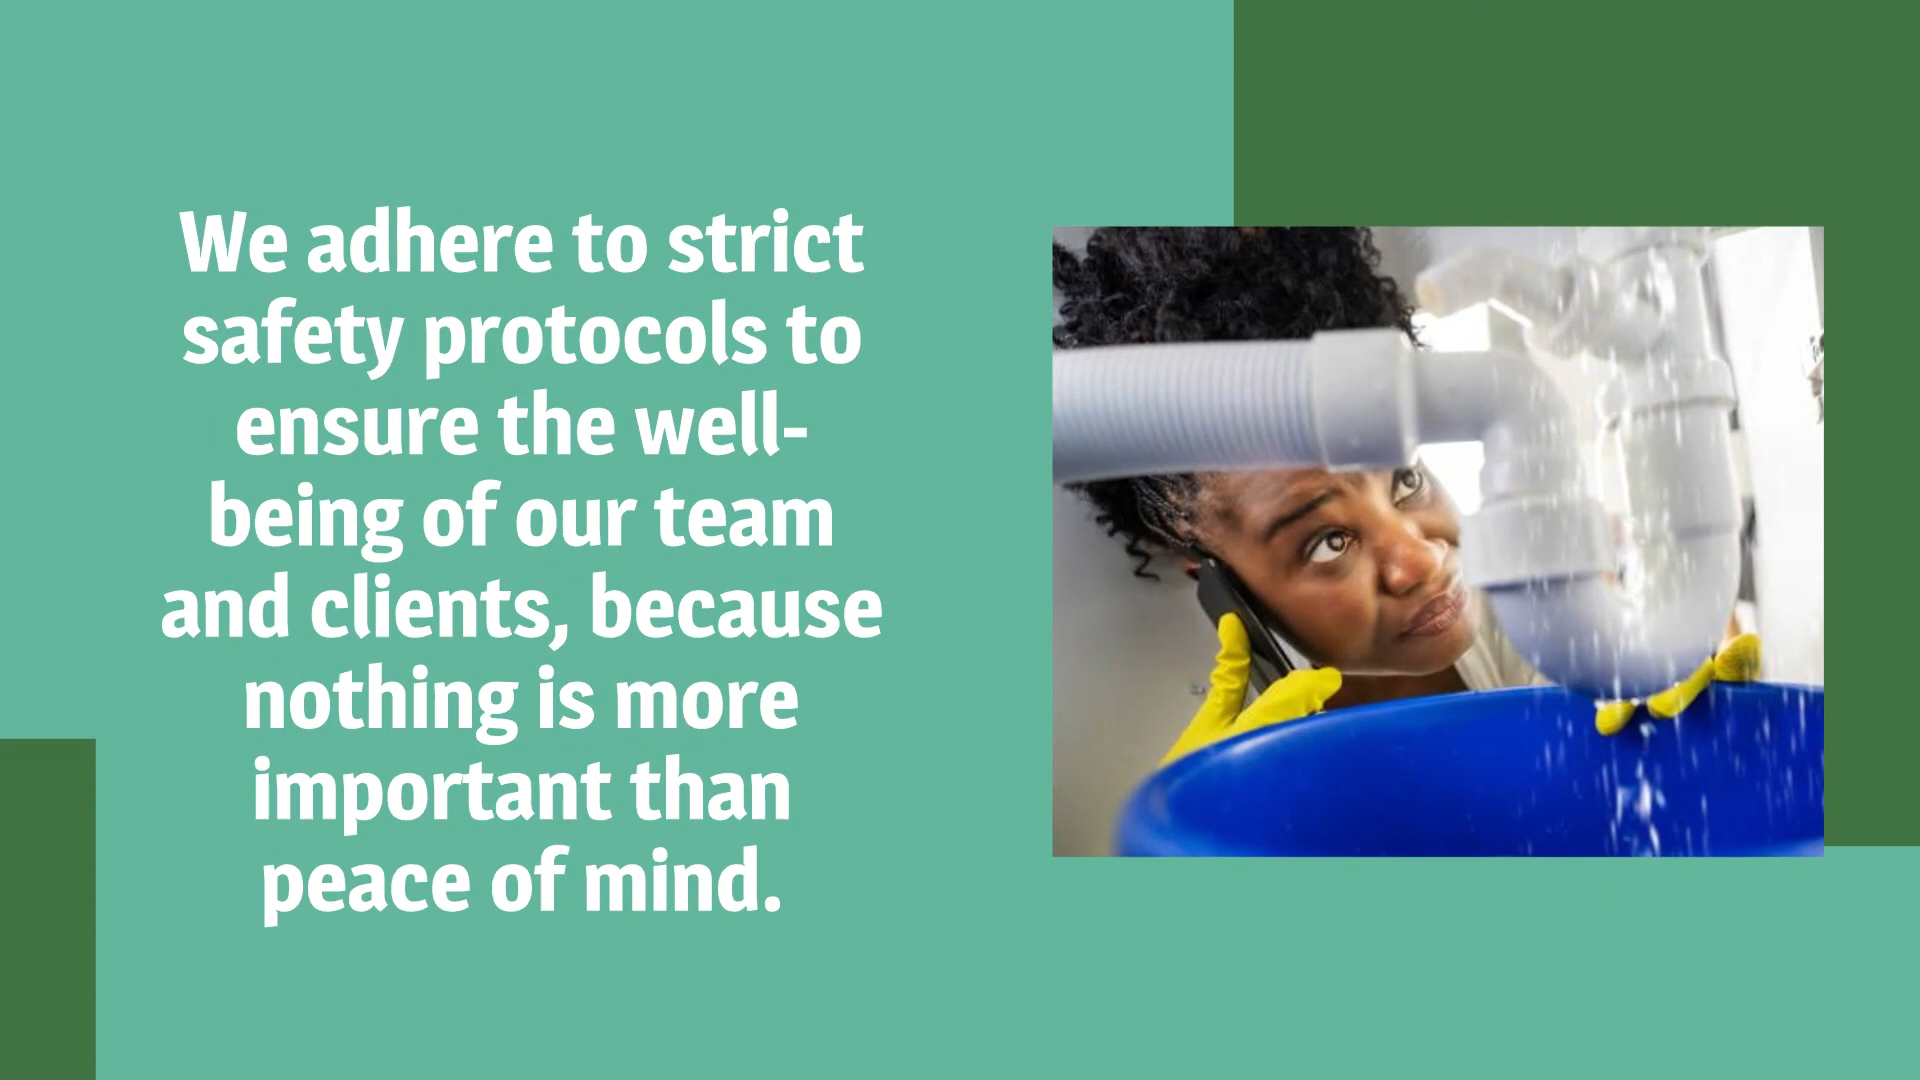 We adhere to strict
safety protocols to
ensure the well-
being of our team
and clients, because
nothing is more
important than
peace of mind.